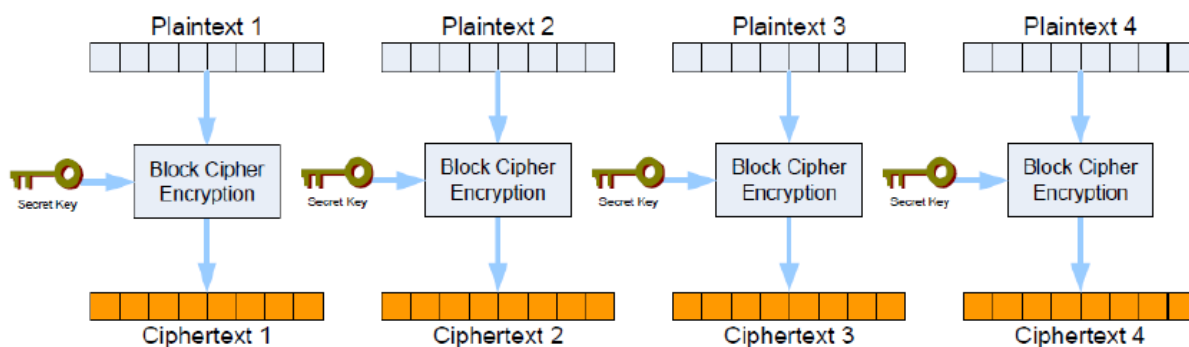 Plaintext 1
Plaintext 2
Plaintext 3
Plaintext 4
Block Cipher
Encryption
Secret Key
Block Cipher
Encryption
Secret Key
Block Cipher
Encryption
Secret Key
Block Cipher
Encryption
Secret Key
Ciphertext 1
Ciphertext 2
Ciphertext 3
Ciphertext 4